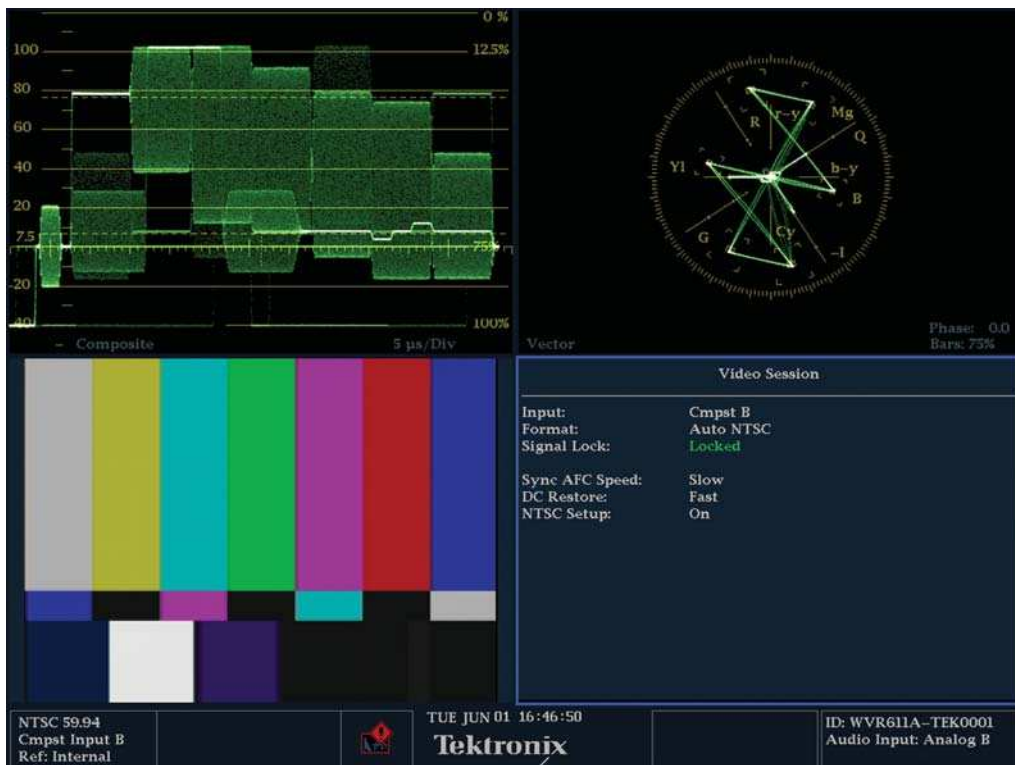 0 %
100
12.5%
80
60
40
20
7.5
75%
-20
-40
100%
Composite
5 µs/Div
R
r-y
Mg
Q
Yl
b-y
B
G
Cy
-I
Vector
Phase: 0.0
Bars: 75%
Video Session
Input: Cmpst B
Format: Auto NTSC
Signal Lock: Locked
Sync AFC Speed: Slow
DC Restore: Fast
NTSC Setup: On
NTSC 59.94
Cmpst Input B
Ref: Internal
TUE JUN 01 16:46:50
Tektronix
ID: WVR611A-TEK0001
Audio Input: Analog B